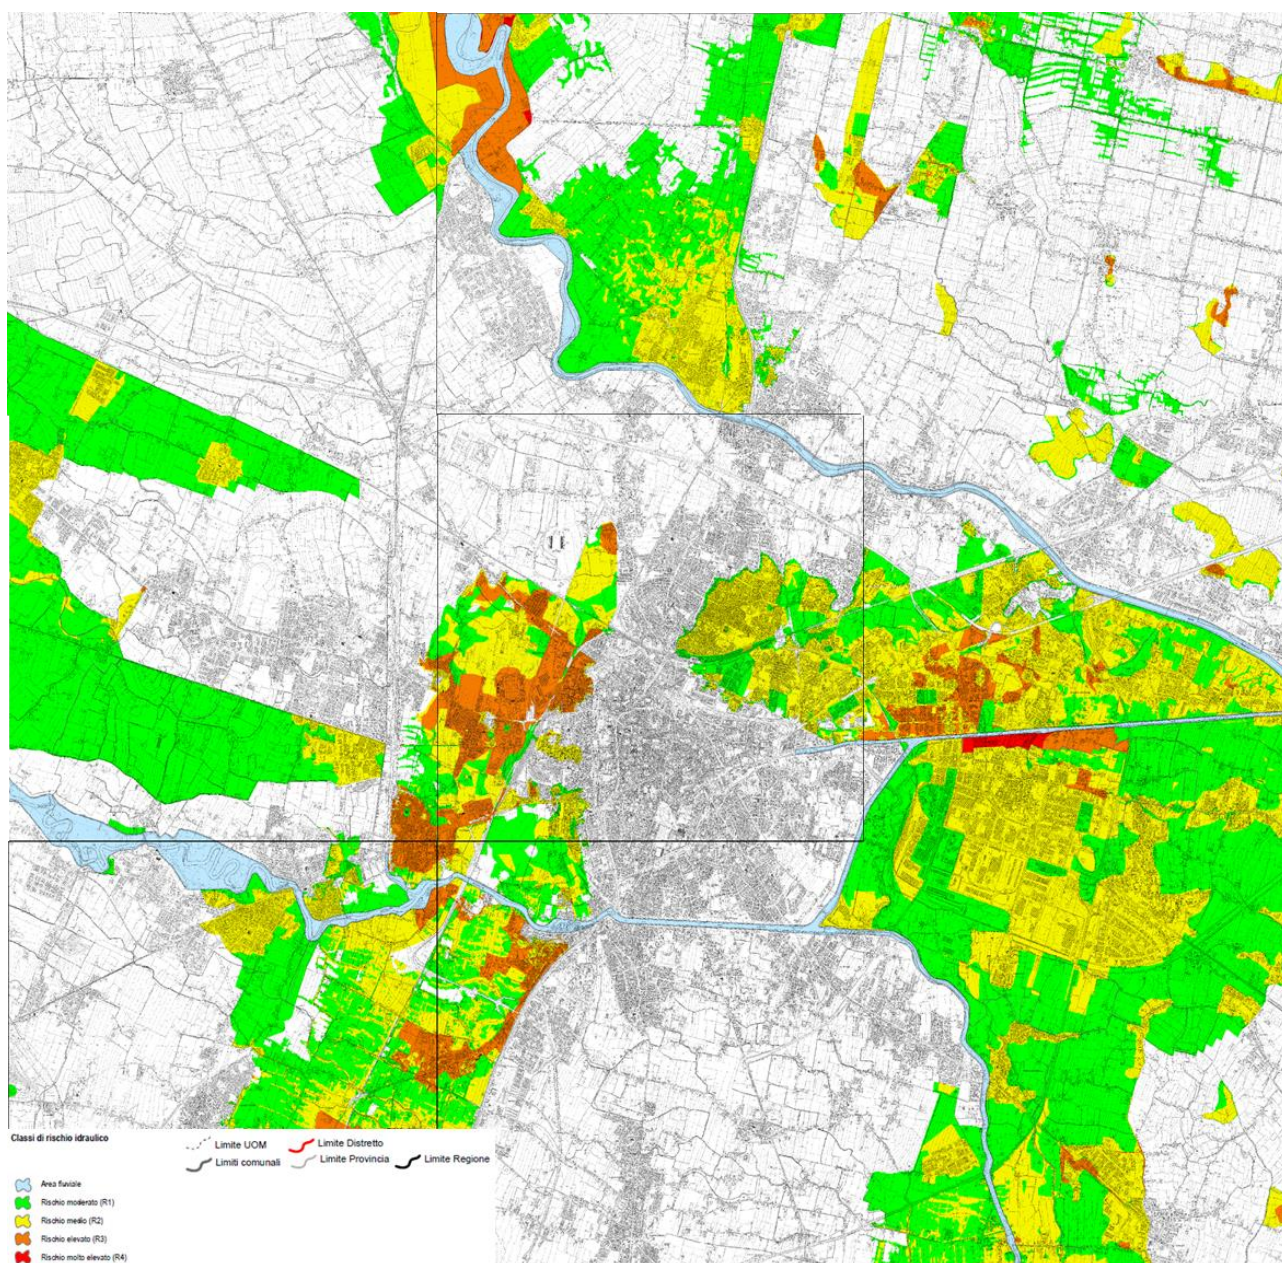 11
Classi di rischio idraulico
Limite UOM
Limite Distretto
Limiti comunali
Limite Provincia
Limite Regione
Area fluviale
Rischio moderato (R1)
Rischio medio (R2)
Rischio elevato (R3)
Rischio molto elevato (R4)